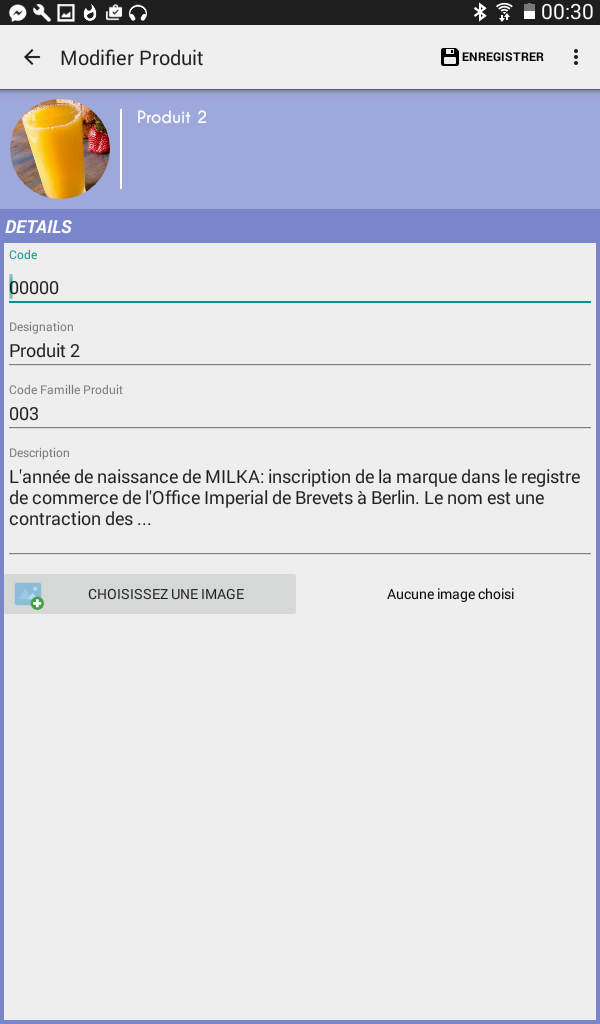 00:30
Modifier Produit
ENREGISTRER
Produit 2
DETAILS
Code
00000
Designation
Produit 2
Code Famille Produit
003
Description
L'année de naissance de MILKA: inscription de la marque dans le registre
de commerce de l'Office Imperial de Brevets à Berlin. Le nom est une
contraction des ...
CHOISISSEZ UNE IMAGE
Aucune image choisi